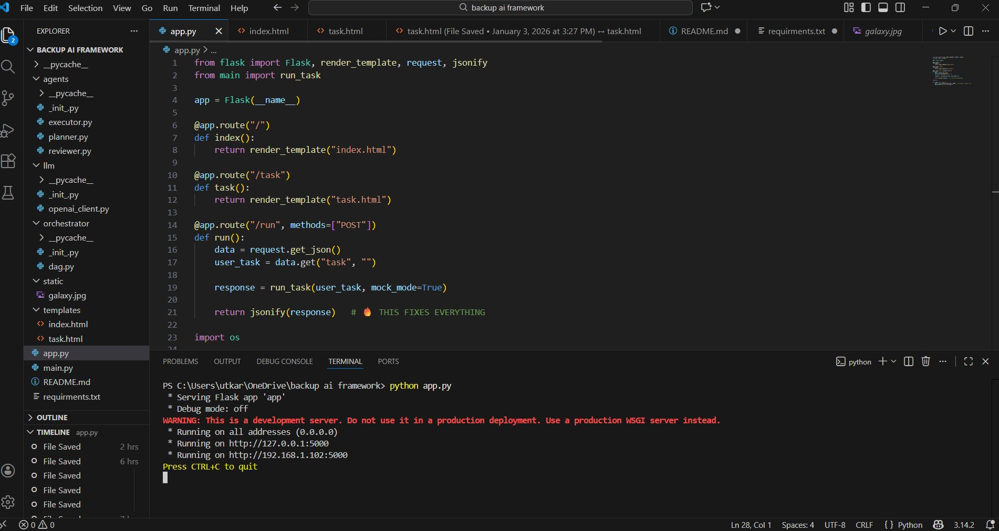 File Edit Selection View Go Run Terminal Help
backup ai framework
EXPLORER
2
BACKUP AI FRAMEWORK
__pycache__
agents
__pycache__
_init_.py
executor.py
planner.py
reviewer.py
llm
__pycache__
_init_.py
openai_client.py
orchestrator
__pycache__
_init_.py
dag.py
static
galaxy.jpg
templates
index.html
task.html
app.py
main.py
README.md
requirments.txt
OUTLINE
TIMELINE app.py
File Saved 2 hrs
File Saved 6 hrs
File Saved
File Saved
File Saved
app.py
index.html
task.html
task.html (File Saved • January 3, 2026 at 3:27 PM) ↔ task.html
README.md
requirments.txt
galaxy.jpg
app.py > ...
1 from flask import Flask, render_template, request, jsonify
2 from main import run_task
3
4 app = Flask(__name__)
5
6 @app.route("/")
7 def index():
8     return render_template("index.html")
9
10 @app.route("/task")
11 def task():
12     return render_template("task.html")
13
14 @app.route("/run", methods=["POST"])
15 def run():
16     data = request.get_json()
17     user_task = data.get("task", "")
18
19     response = run_task(user_task, mock_mode=True)
20
21     return jsonify(response)   # 🔥 THIS FIXES EVERYTHING
22
23 import os
24
PROBLEMS OUTPUT DEBUG CONSOLE TERMINAL PORTS
python
PS C:\Users\utkar\OneDrive\backup ai framework> python app.py
 * Serving Flask app 'app'
 * Debug mode: off
WARNING: This is a development server. Do not use it in a production deployment. Use a production WSGI server instead.
 * Running on all addresses (0.0.0.0)
 * Running on http://127.0.0.1:5000
 * Running on http://192.168.1.102:5000
Press CTRL+C to quit
0 0
Ln 28, Col 1 Spaces: 4 UTF-8 CRLF { } Python 3.14.2